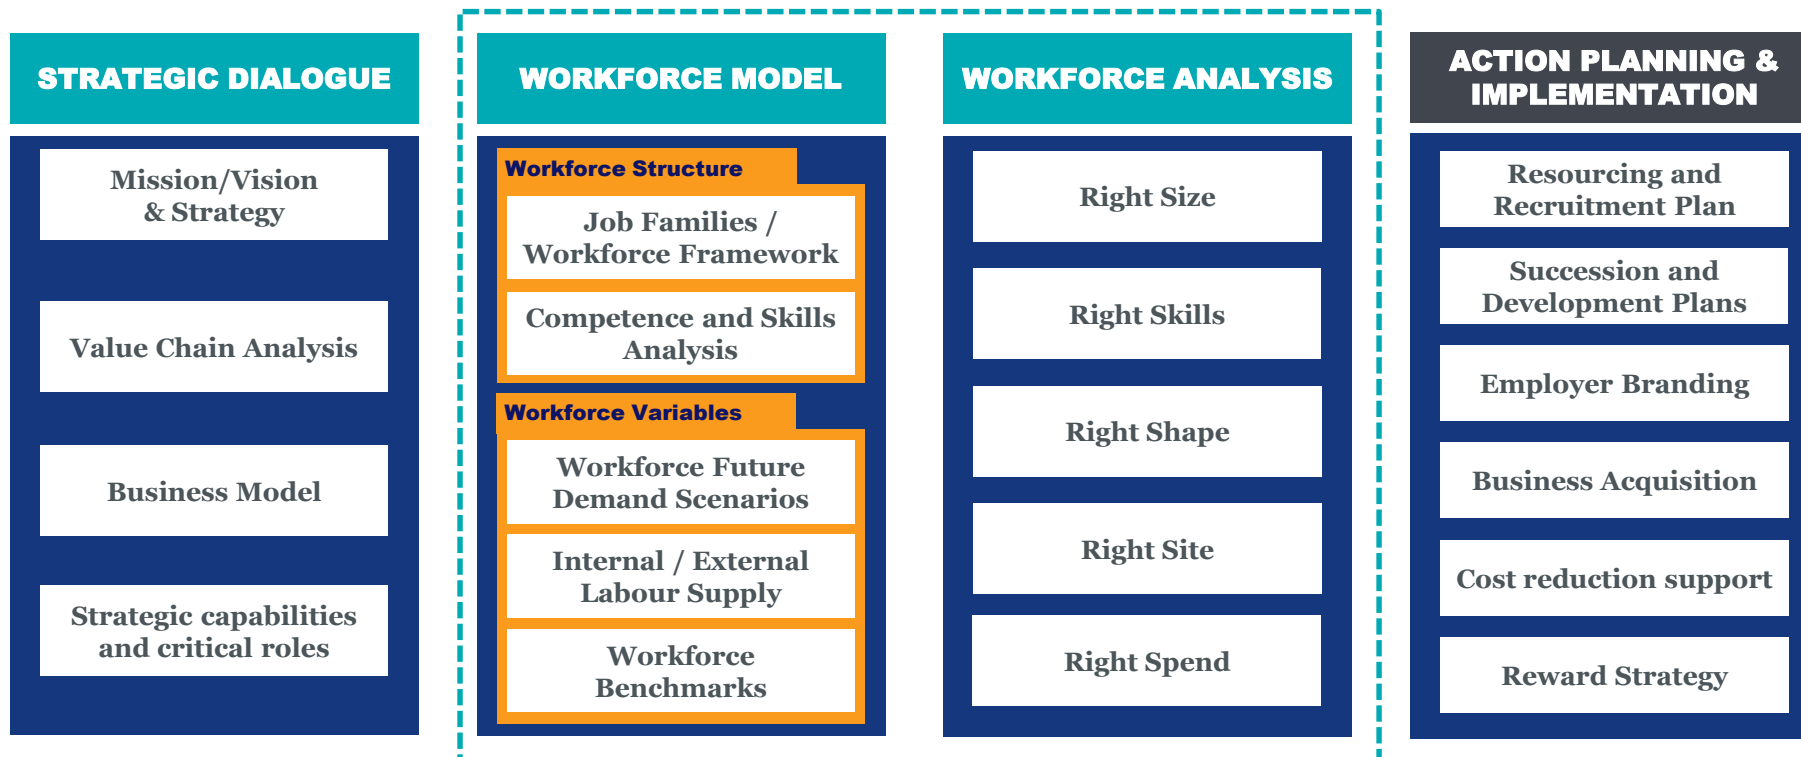 STRATEGIC DIALOGUE
Mission/Vision
& Strategy
Value Chain Analysis
Business Model
Strategic capabilities
and critical roles
WORKFORCE MODEL
Workforce Structure
Job Families /
Workforce Framework
Competence and Skills
Analysis
Workforce Variables
Workforce Future
Demand Scenarios
Internal / External
Labour Supply
Workforce
Benchmarks
WORKFORCE ANALYSIS
Right Size
Right Skills
Right Shape
Right Site
Right Spend
ACTION PLANNING &
IMPLEMENTATION
Resourcing and
Recruitment Plan
Succession and
Development Plans
Employer Branding
Business Acquisition
Cost reduction support
Reward Strategy